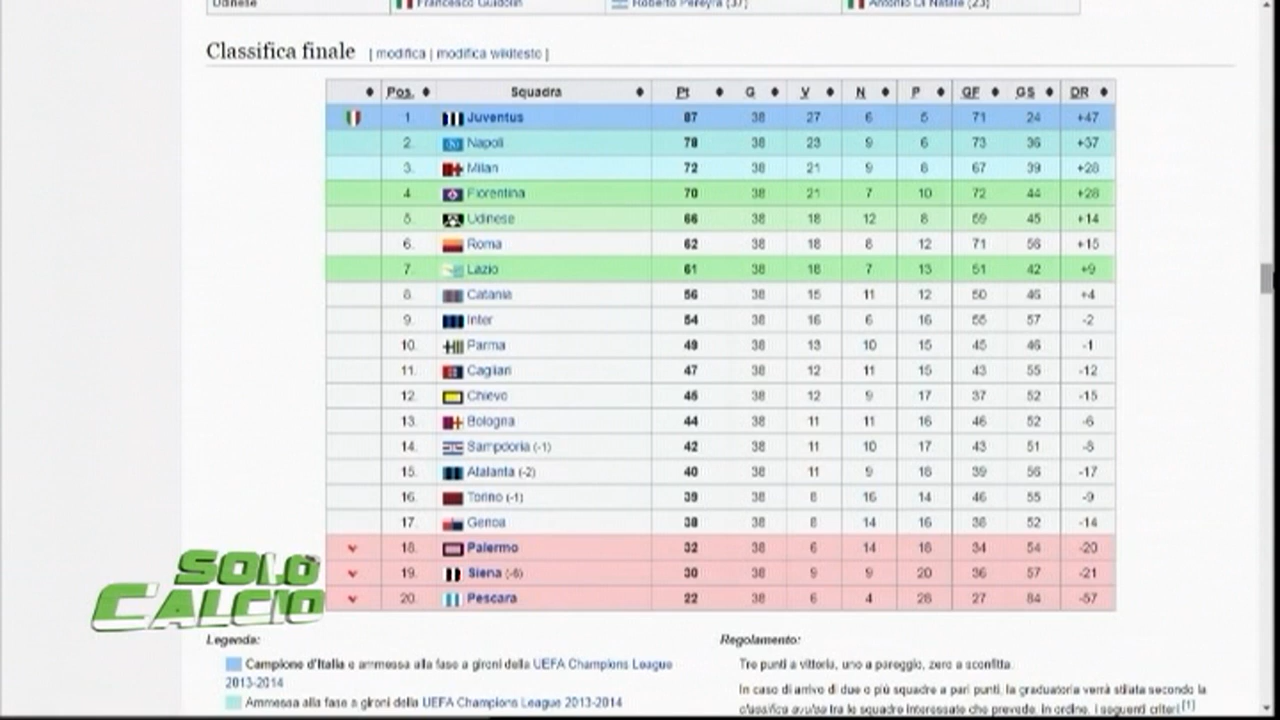 Udinese Francesco Guidolin Roberto Pereyra (37) Antonio Di Natale (23)
Classifica finale [ modifica | modifica wikitesto ]
Pos. Squadra Pt G V N P GF GS DR
1. Juventus 87 38 27 6 5 71 24 +47
2. Napoli 78 38 23 9 6 73 36 +37
3. Milan 72 38 21 9 8 67 39 +28
4. Fiorentina 70 38 21 7 10 72 44 +28
5. Udinese 66 38 18 12 8 59 45 +14
6. Roma 62 38 18 8 12 71 56 +15
7. Lazio 61 38 18 7 13 51 42 +9
8. Catania 56 38 15 11 12 50 46 +4
9. Inter 54 38 16 6 16 55 57 -2
10. Parma 49 38 13 10 15 45 46 -1
11. Cagliari 47 38 12 11 15 43 55 -12
12. Chievo 45 38 12 9 17 37 52 -15
13. Bologna 44 38 11 11 16 46 52 -6
14. Sampdoria (-1) 42 38 11 10 17 43 51 -8
15. Atalanta (-2) 40 38 11 9 18 39 56 -17
16. Torino (-1) 39 38 8 16 14 46 55 -9
17. Genoa 38 38 8 14 16 38 52 -14
18. Palermo 32 38 6 14 18 34 54 -20
19. Siena (-6) 30 38 9 9 20 36 57 -21
20. Pescara 22 38 6 4 28 27 84 -57
SOLO
CALCIO
Legenda:
Campione d'Italia e ammessa alla fase a gironi della UEFA Champions League
2013-2014
Ammessa alla fase a gironi della UEFA Champions League 2013-2014
Regolamento:
Tre punti a vittoria, uno a pareggio, zero a sconfitta.
In caso di arrivo di due o più squadre a pari punti, la graduatoria verrà stilata secondo la
classifica avulsa tra le squadre interessate che prevede, in ordine, i seguenti criteri:[1]